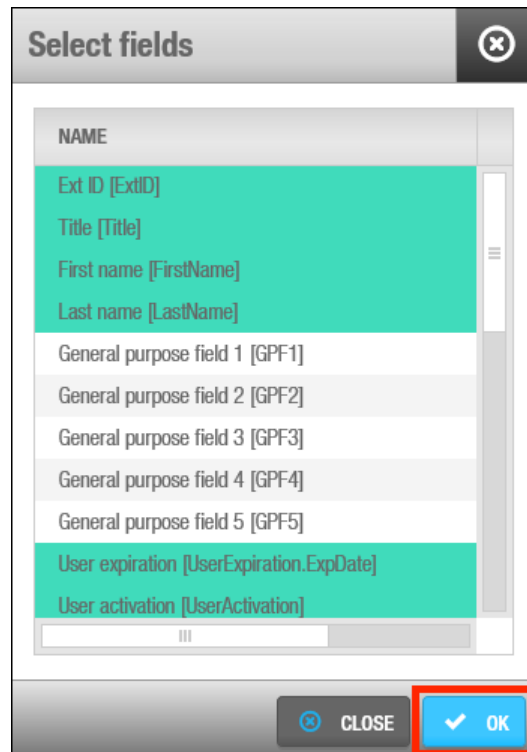 Select fields
NAME
Ext ID [ExtID]
Title [Title]
First name [FirstName]
Last name [LastName]
General purpose field 1 [GPF1]
General purpose field 2 [GPF2]
General purpose field 3 [GPF3]
General purpose field 4 [GPF4]
General purpose field 5 [GPF5]
User expiration [UserExpiration.ExpDate]
User activation [UserActivation]
CLOSE OK